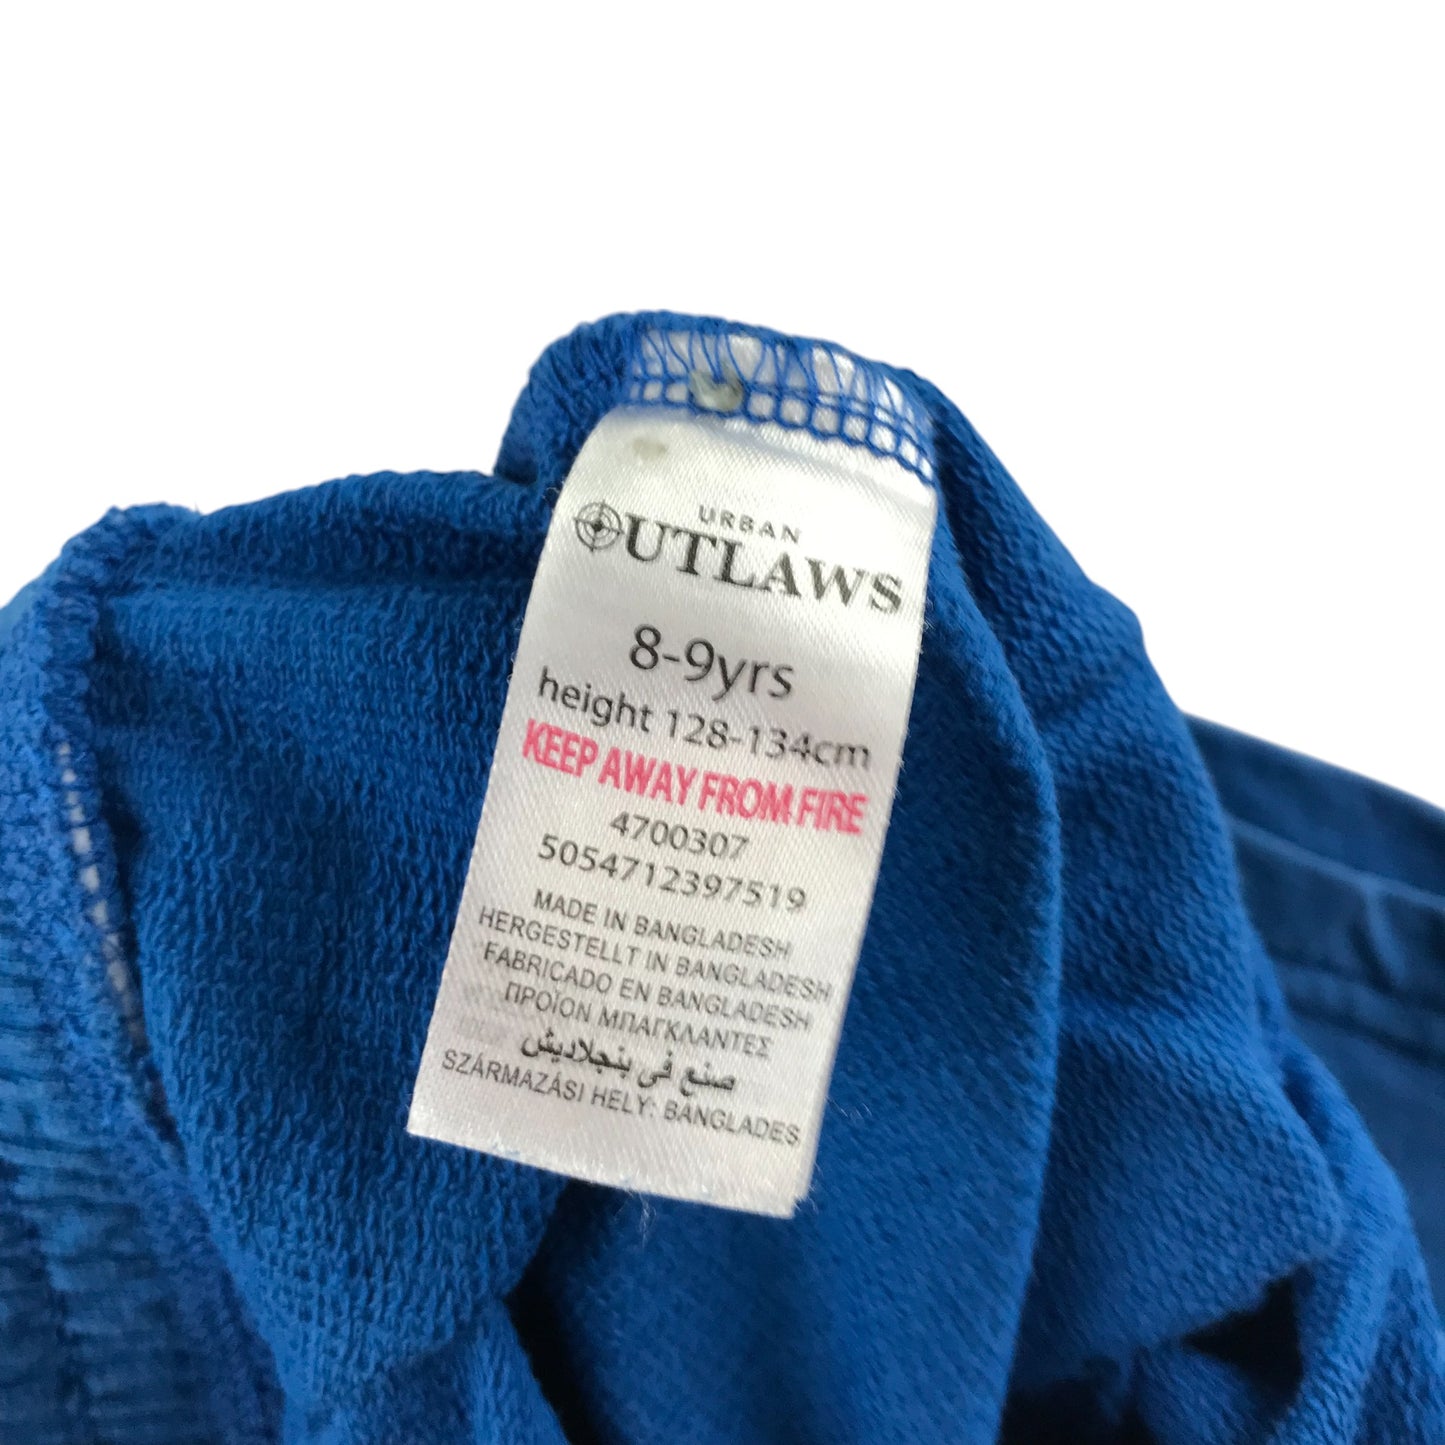 URBAN
OUTLAWS
8-9yrs
height 128-134cm
KEEP AWAY FROM FIRE
4700307
5054712397519
MADE IN BANGLADESH
HERGESTELLT IN BANGLADESH
FABRICADO EN BANGLADESH
ΠΡΟΪΟΝ ΜΠΑΓΚΛΑΝΤΕΣ
صنع في بنجلاديش
SZÁRMAZÁSI HELY: BANGLADES